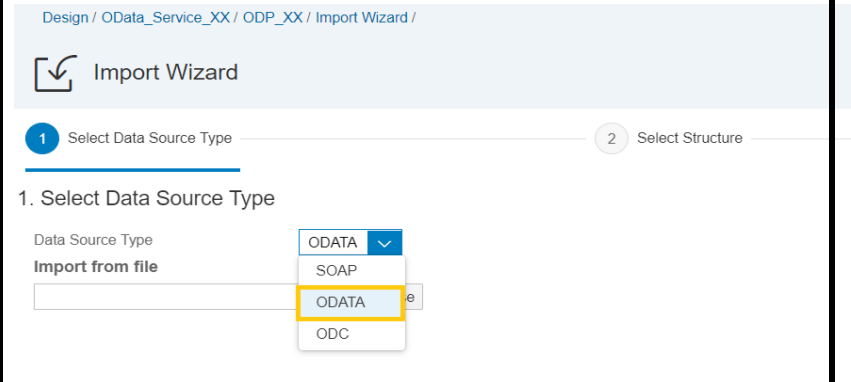 Design / OData_Service_XX / ODP_XX / Import Wizard /
Import Wizard
1 Select Data Source Type 2 Select Structure
1. Select Data Source Type
Data Source Type ODATA
Import from file SOAP
ODATA
ODC